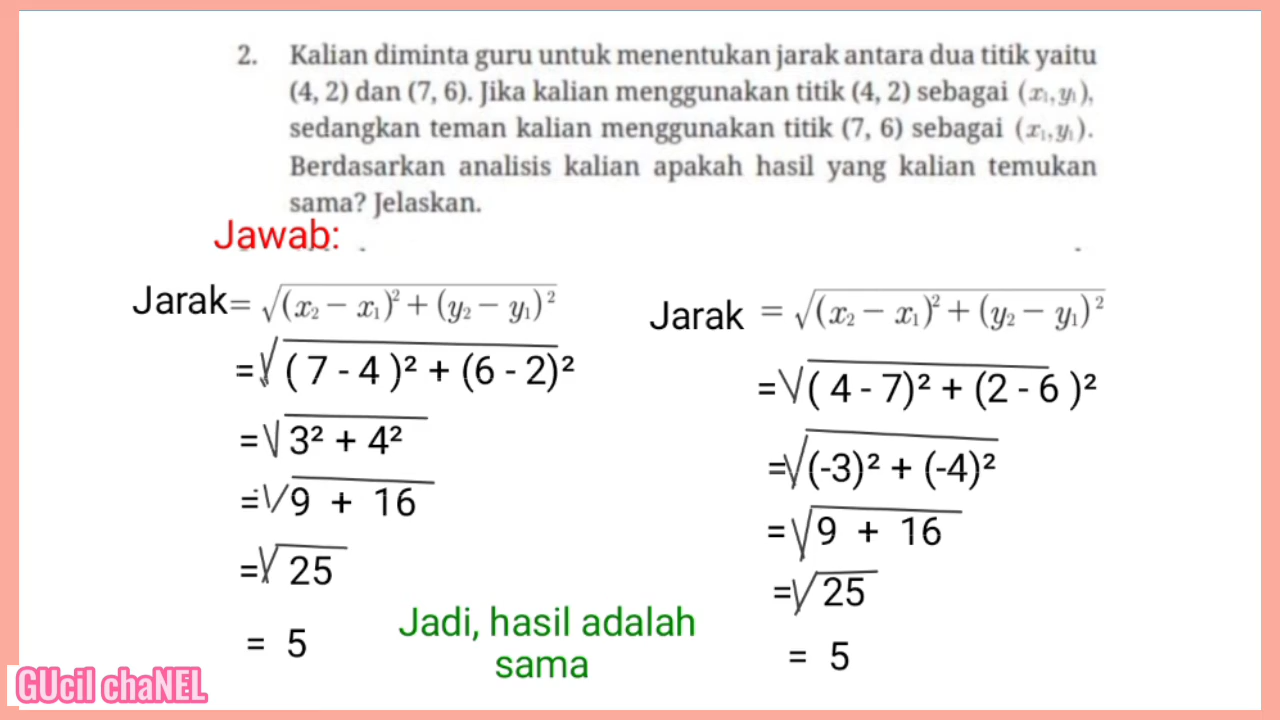 2. Kalian diminta guru untuk menentukan jarak antara dua titik yaitu
(4, 2) dan (7, 6). Jika kalian menggunakan titik (4, 2) sebagai (x₁, y₁),
sedangkan teman kalian menggunakan titik (7, 6) sebagai (x₁, y₁).
Berdasarkan analisis kalian apakah hasil yang kalian temukan
sama? Jelaskan.
Jawab:
Jarak = √(x₂ − x₁)² + (y₂ − y₁)²
= √(7 - 4)² + (6 - 2)²
= √3² + 4²
= √9 + 16
= √25
= 5
Jarak = √(x₂ − x₁)² + (y₂ − y₁)²
= √(4 - 7)² + (2 - 6)²
= √(-3)² + (-4)²
= √9 + 16
= √25
= 5
Jadi, hasil adalah
sama
GUcil chaNEL